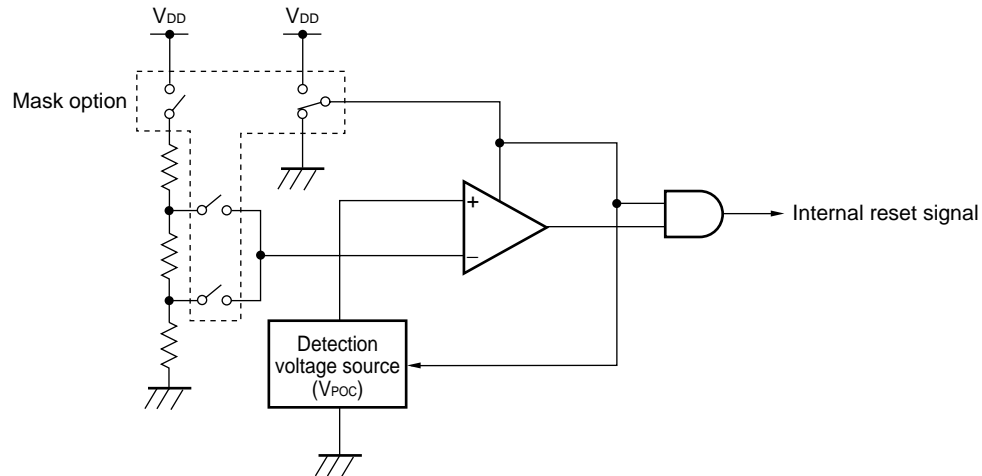 VDD
VDD
Mask option
+
−
Internal reset signal
Detection
voltage source
(VPOC)